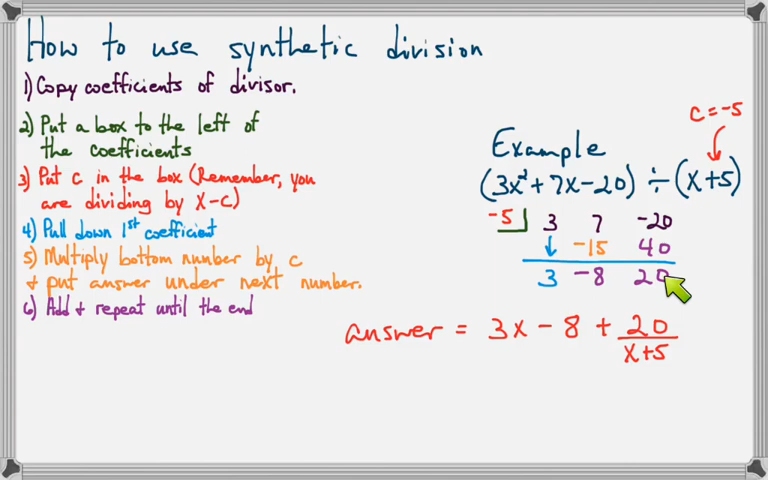 How to use synthetic division
1) Copy coefficients of divisor.
2) Put a box to the left of
the coefficients
3) Put c in the box (Remember, you
are dividing by X-c)
4) Pull down 1st coefficient
5) Multiply bottom number by c
+ put answer under next number.
6) Add + repeat until the end
c = -5
Example
(3x² + 7x - 20) ÷ (x + 5)
-5 3 7 -20
↓ -15 40
3 -8 20
answer = 3x - 8 + 20
x+5